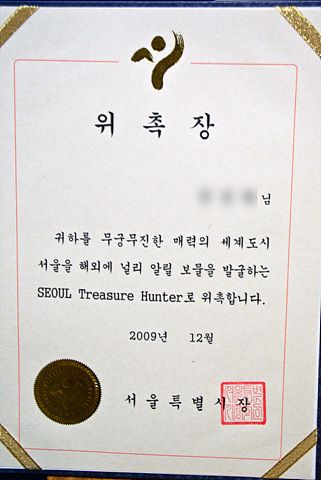 위촉장
님
귀하를 무궁무진한 매력의 세계도시
서울을 해외에 널리 알릴 보물을 발굴하는
SEOUL Treasure Hunter로 위촉합니다.
2009년 12월
서울특별시장